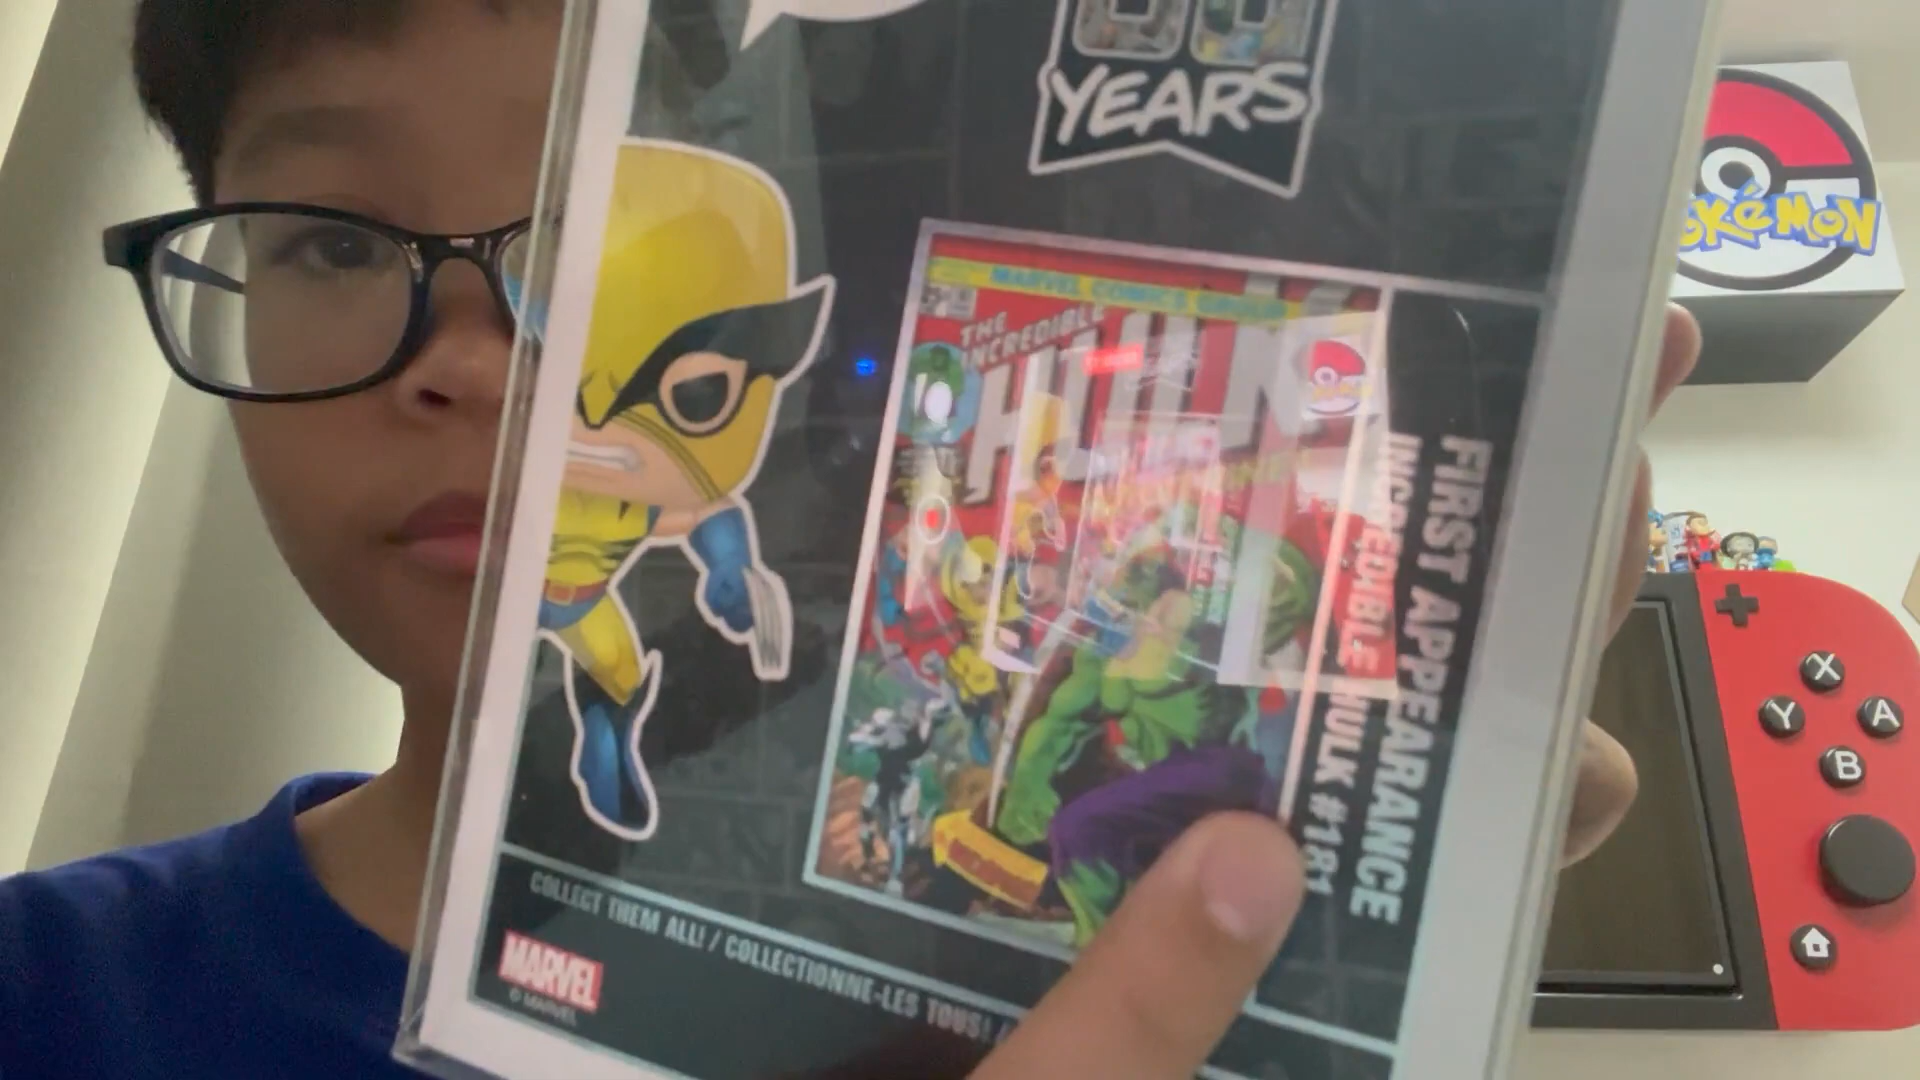 YEARS
MARVEL COMICS GROUP
THE
INCREDIBLE
HULK
FIRST APPEARANCE
INCREDIBLE HULK #181
COLLECT THEM ALL! / COLLECTIONNE-LES TOUS! /
MARVEL
© MARVEL
POKéMON
X
Y
A
B